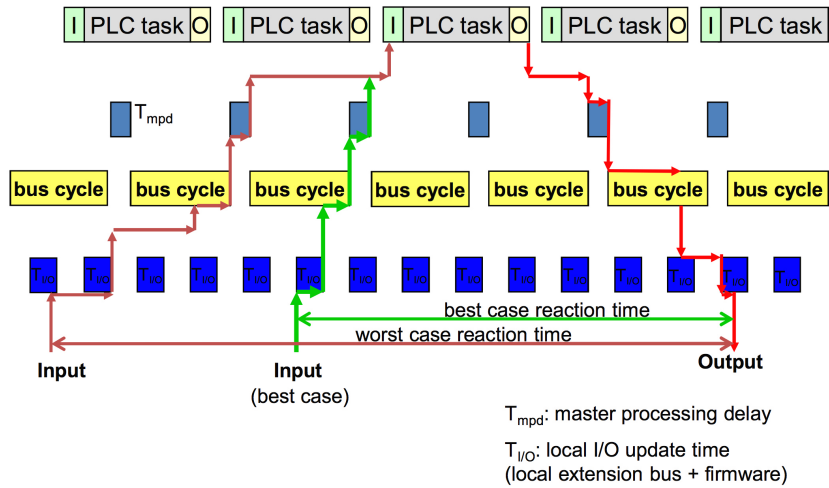 I PLC task O I PLC task O I PLC task O I PLC task O I PLC task
Tmpd
bus cycle bus cycle bus cycle bus cycle bus cycle bus cycle bus cycle
TI/O TI/O TI/O TI/O TI/O TI/O TI/O TI/O TI/O TI/O TI/O TI/O TI/O TI/O TI/O
best case reaction time
worst case reaction time
Input Input Output
(best case)
Tmpd: master processing delay
TI/O: local I/O update time
(local extension bus + firmware)